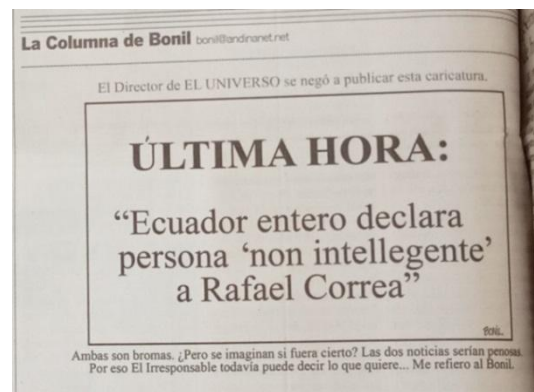 La Columna de Bonil bonil@andinanet.net
El Director de EL UNIVERSO se negó a publicar esta caricatura.
ÚLTIMA HORA:
“Ecuador entero declara
persona ‘non intellegente’
a Rafael Correa”
BONIL.
Ambas son bromas. ¿Pero se imaginan si fuera cierto? Las dos noticias serían penosas.
Por eso El Irresponsable todavía puede decir lo que quiere... Me refiero al Bonil.